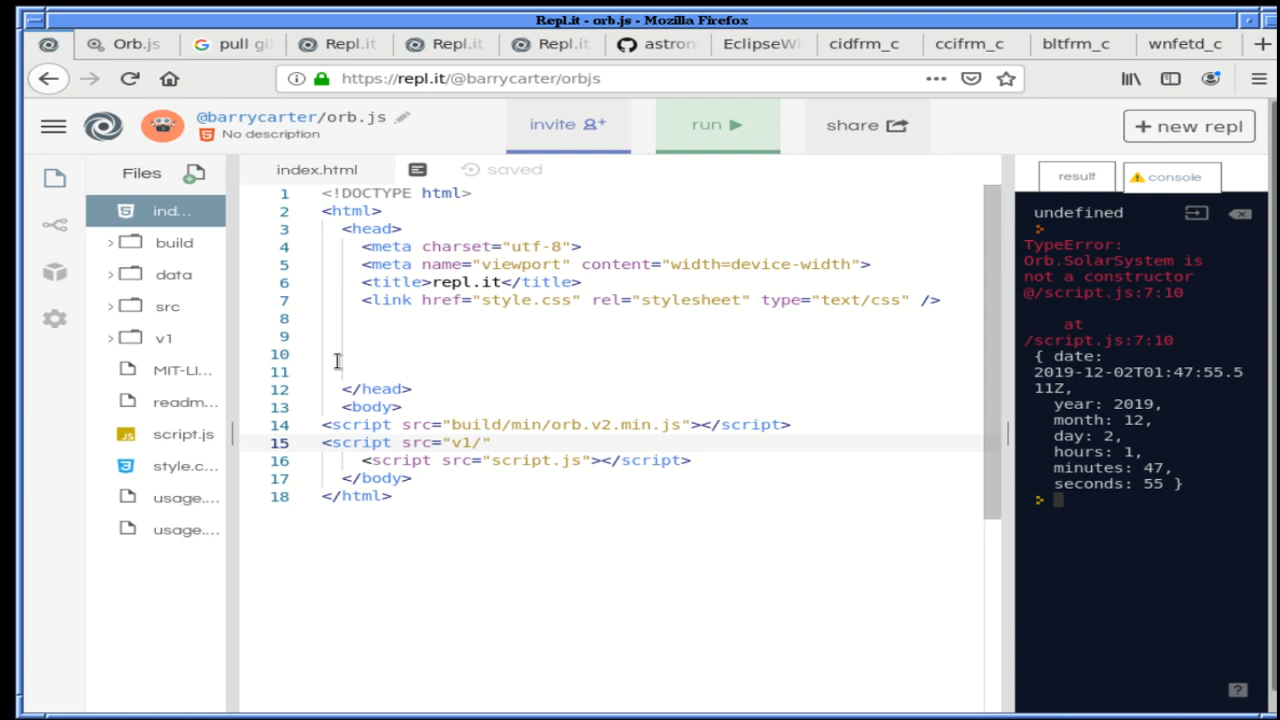 Repl.it - orb.js - Mozilla Firefox
Orb.js
pull gi
Repl.it
Repl.it
Repl.it
astron
EclipseWi
cidfrm_c
ccifrm_c
bltfrm_c
wnfetd_c
https://repl.it/@barrycarter/orbjs
@barrycarter/orb.js
No description
invite
run
share
+ new repl
Files
ind...
build
data
src
v1
MIT-LI...
readm...
script.js
style.c...
usage....
usage....
index.html
saved
1 <!DOCTYPE html>
2 <html>
3 <head>
4 <meta charset="utf-8">
5 <meta name="viewport" content="width=device-width">
6 <title>repl.it</title>
7 <link href="style.css" rel="stylesheet" type="text/css" />
8
9
10
11
12 </head>
13 <body>
14 <script src="build/min/orb.v2.min.js"></script>
15 <script src="v1/"
16 <script src="script.js"></script>
17 </body>
18 </html>
result
console
undefined
TypeError:
Orb.SolarSystem is
not a constructor
@/script.js:7:10
at
/script.js:7:10
{ date:
2019-12-02T01:47:55.5
11Z,
year: 2019,
month: 12,
day: 2,
hours: 1,
minutes: 47,
seconds: 55 }
>
?